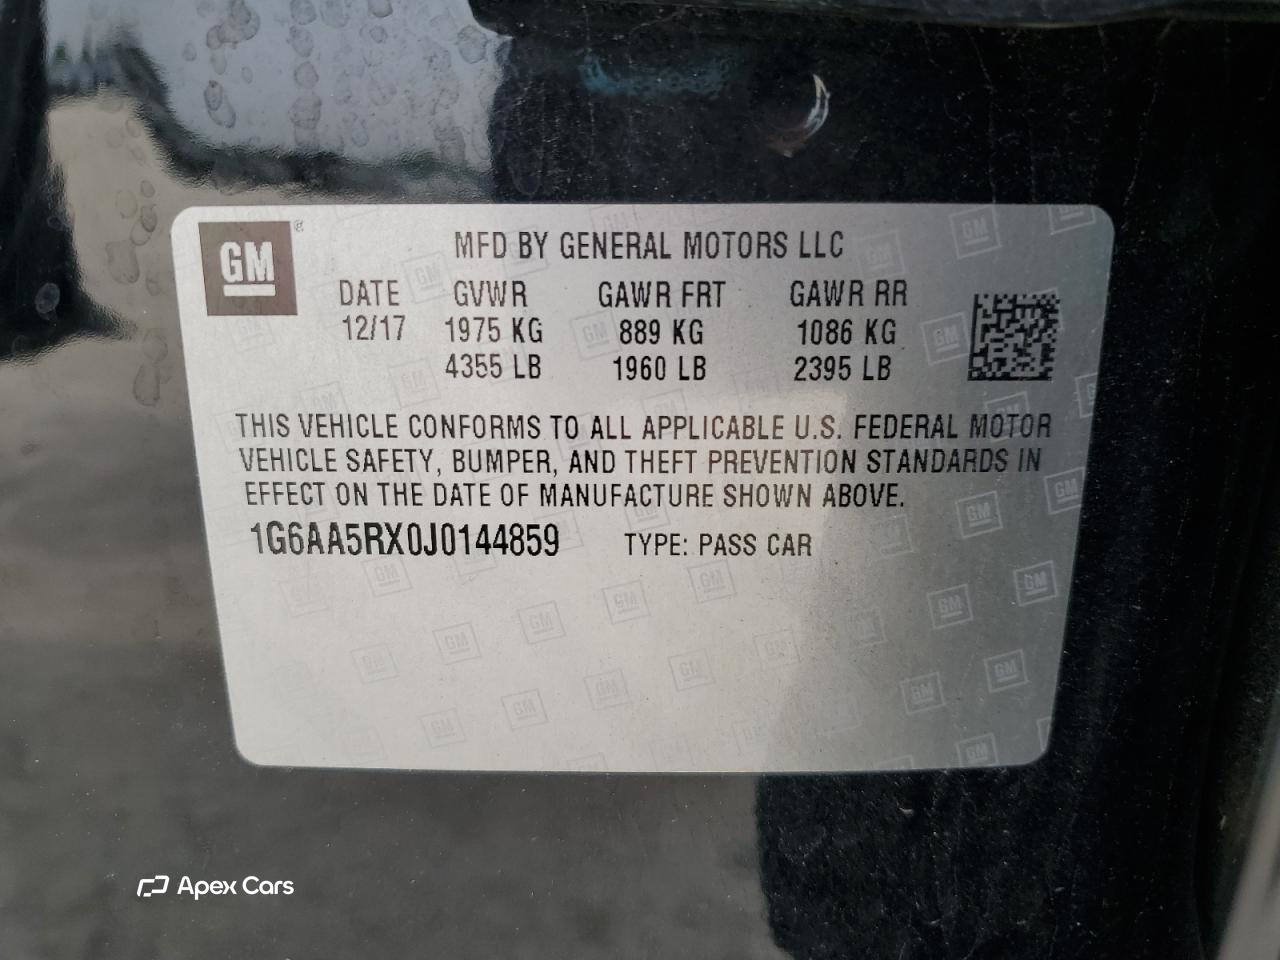 GM
MFD BY GENERAL MOTORS LLC
DATE GVWR GAWR FRT GAWR RR
12/17 1975 KG 889 KG 1086 KG
4355 LB 1960 LB 2395 LB
THIS VEHICLE CONFORMS TO ALL APPLICABLE U.S. FEDERAL MOTOR
VEHICLE SAFETY, BUMPER, AND THEFT PREVENTION STANDARDS IN
EFFECT ON THE DATE OF MANUFACTURE SHOWN ABOVE.
1G6AA5RX0J0144859 TYPE: PASS CAR
Apex Cars